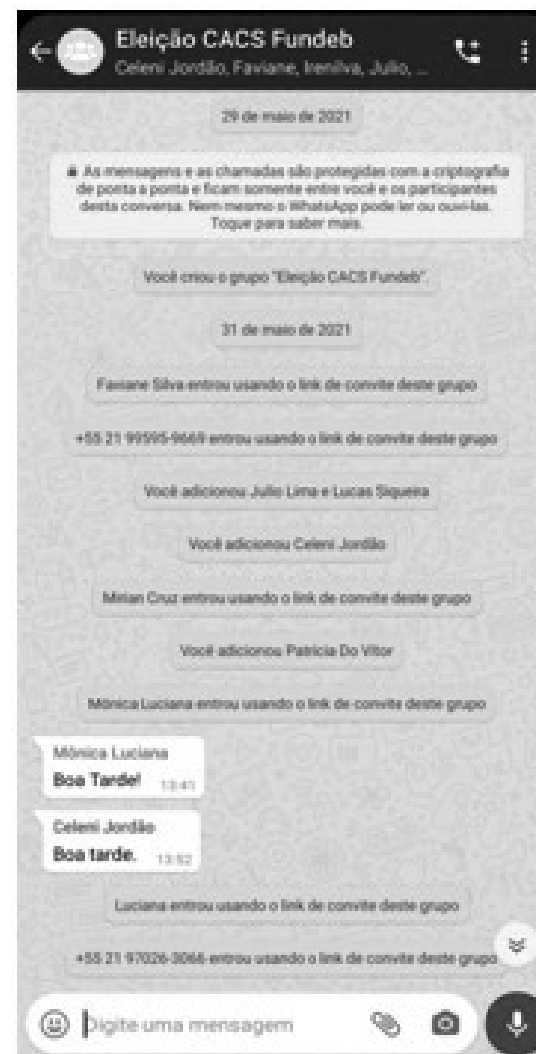 Eleição CACS Fundeb
Celeni Jordão, Faviane, Irenilva, Julio, ...
29 de maio de 2021
As mensagens e as chamadas são protegidas com a criptografia
de ponta a ponta e ficam somente entre você e os participantes
desta conversa. Nem mesmo o WhatsApp pode ler ou ouvi-las.
Toque para saber mais.
Você criou o grupo "Eleição CACS Fundeb".
31 de maio de 2021
Faviane Silva entrou usando o link de convite deste grupo
+55 21 99595-9669 entrou usando o link de convite deste grupo
Você adicionou Julio Lima e Lucas Siqueira
Você adicionou Celeni Jordão
Mirian Cruz entrou usando o link de convite deste grupo
Você adicionou Patrícia Do Vitor
Mônica Luciana entrou usando o link de convite deste grupo
Mônica Luciana
Boa Tarde! 13:41
Celeni Jordão
Boa tarde. 13:52
Luciana entrou usando o link de convite deste grupo
+55 21 97026-3066 entrou usando o link de convite deste grupo
Digite uma mensagem